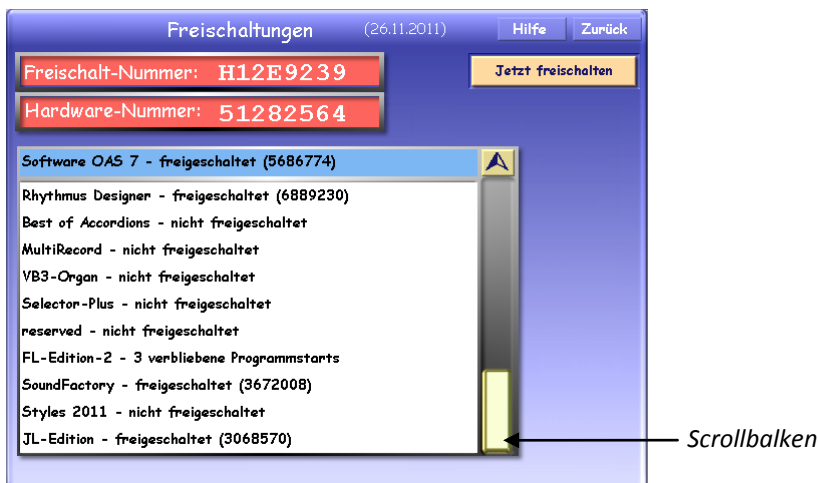 Freischaltungen (26.11.2011) Hilfe Zurück
Freischalt-Nummer: H12E9239
Jetzt freischalten
Hardware-Nummer: 51282564
Software OAS 7 - freigeschaltet (5686774)
Rhythmus Designer - freigeschaltet (6889230)
Best of Accordions - nicht freigeschaltet
MultiRecord - nicht freigeschaltet
VB3-Organ - nicht freigeschaltet
Selector-Plus - nicht freigeschaltet
reserved - nicht freigeschaltet
FL-Edition-2 - 3 verbliebene Programmstarts
SoundFactory - freigeschaltet (3672008)
Styles 2011 - nicht freigeschaltet
JL-Edition - freigeschaltet (3068570)
Scrollbalken